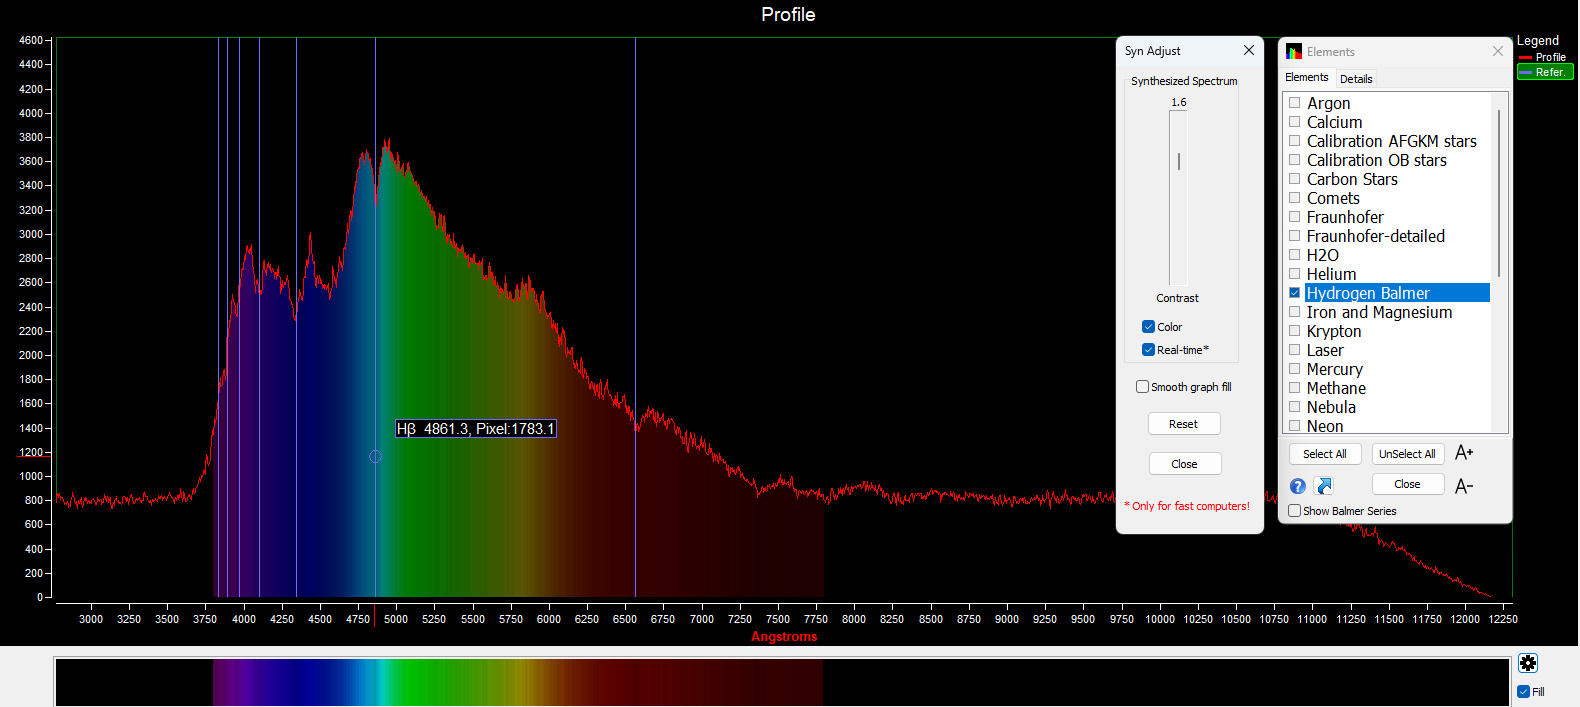 Profile
4600
4400
4200
4000
3800
3600
3400
3200
3000
2800
2600
2400
2200
2000
1800
1600
1400
1200
1000
800
600
400
200
0
Hβ 4861.3, Pixel:1783.1
3000 3250 3500 3750 4000 4250 4500 4750 5000 5250 5500 5750 6000 6250 6500 6750 7000 7250 7500 7750 8000 8250 8500 8750 9000 9250 9500 9750 10000 10250 10500 10750 11000 11250 11500 11750 12000 12250
Angstroms
Syn Adjust
Synthesized Spectrum
1.6
Contrast
Color
Real-time*
Smooth graph fill
Reset
Close
* Only for fast computers!
Elements
Elements Details
Argon
Calcium
Calibration AFGKM stars
Calibration OB stars
Carbon Stars
Comets
Fraunhofer
Fraunhofer-detailed
H2O
Helium
Hydrogen Balmer
Iron and Magnesium
Krypton
Laser
Mercury
Methane
Nebula
Neon
Select All UnSelect All A+
? Close A-
Show Balmer Series
Legend
Profile
Refer.
Fill